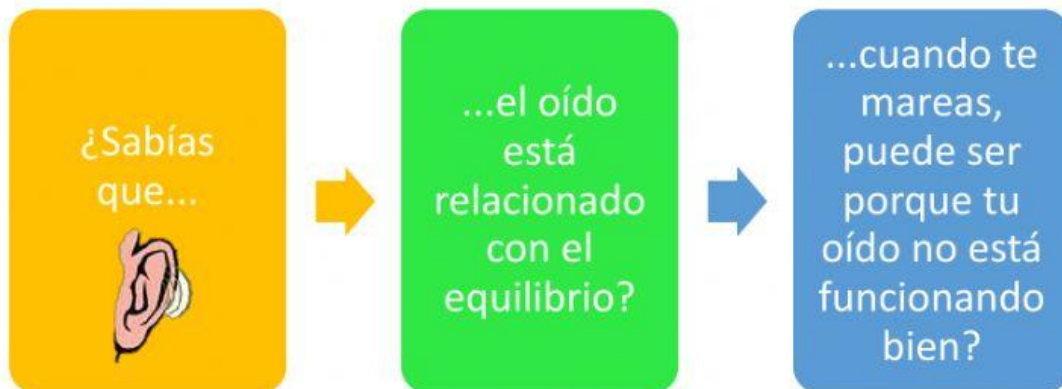 ¿Sabías
que...
...el oído
está
relacionado
con el
equilibrio?
...cuando te
mareas,
puede ser
porque tu
oído no está
funcionando
bien?